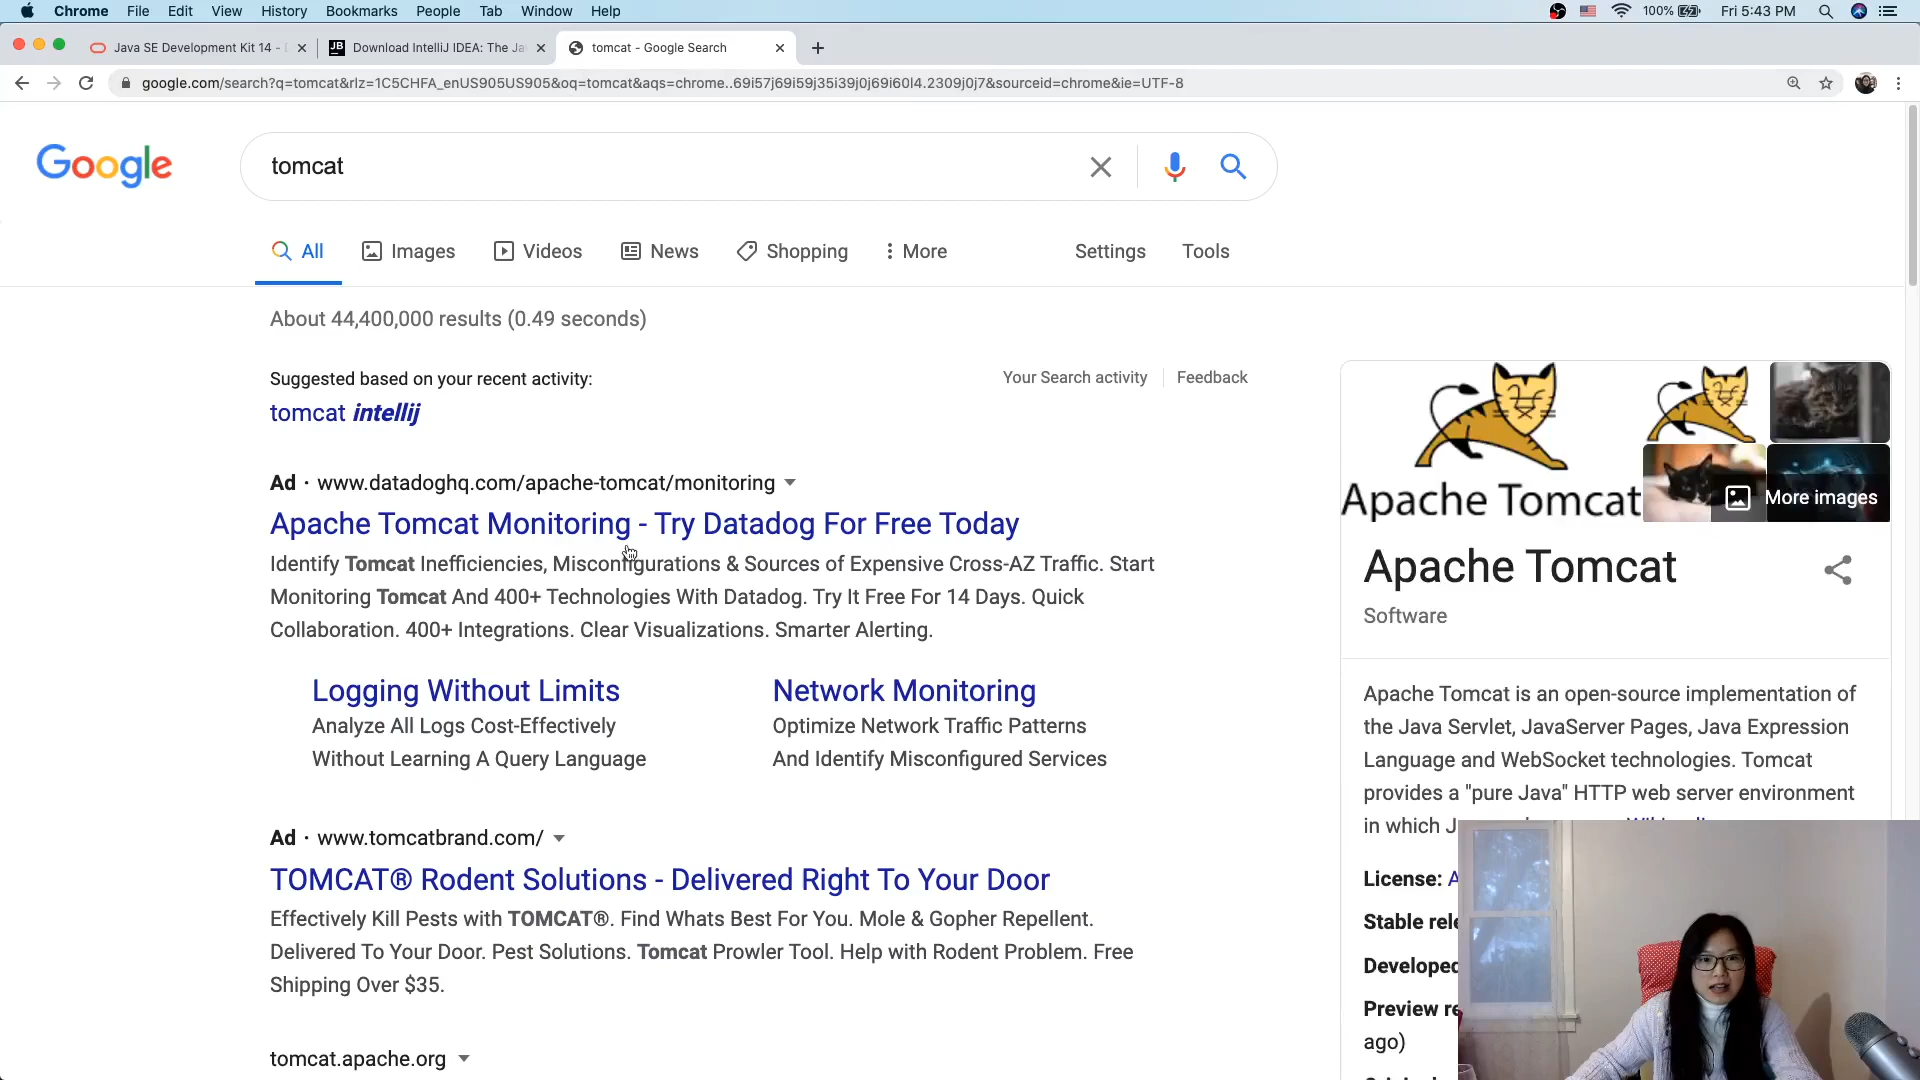 Chrome File Edit View History Bookmarks People Tab Window Help
100% Fri 5:43 PM
Java SE Development Kit 14 -
JB Download IntelliJ IDEA: The Ja
tomcat - Google Search
google.com/search?q=tomcat&rlz=1C5CHFA_enUS905US905&oq=tomcat&aqs=chrome..69i57j69i59j35i39j0j69i60l4.2309j0j7&sourceid=chrome&ie=UTF-8
Google
tomcat
All Images Videos News Shopping More Settings Tools
About 44,400,000 results (0.49 seconds)
Suggested based on your recent activity:
Your Search activity Feedback
tomcat intellij
Ad · www.datadoghq.com/apache-tomcat/monitoring
Apache Tomcat Monitoring - Try Datadog For Free Today
Identify Tomcat Inefficiencies, Misconfigurations & Sources of Expensive Cross-AZ Traffic. Start
Monitoring Tomcat And 400+ Technologies With Datadog. Try It Free For 14 Days. Quick
Collaboration. 400+ Integrations. Clear Visualizations. Smarter Alerting.
Logging Without Limits
Analyze All Logs Cost-Effectively
Without Learning A Query Language
Network Monitoring
Optimize Network Traffic Patterns
And Identify Misconfigured Services
Ad · www.tomcatbrand.com/
TOMCAT® Rodent Solutions - Delivered Right To Your Door
Effectively Kill Pests with TOMCAT®. Find Whats Best For You. Mole & Gopher Repellent.
Delivered To Your Door. Pest Solutions. Tomcat Prowler Tool. Help with Rodent Problem. Free
Shipping Over $35.
tomcat.apache.org
Apache Tomcat
More images
Apache Tomcat
Software
Apache Tomcat is an open-source implementation of
the Java Servlet, JavaServer Pages, Java Expression
Language and WebSocket technologies. Tomcat
provides a "pure Java" HTTP web server environment
in which J
License: A
Stable rele
Developed
Preview re
ago)